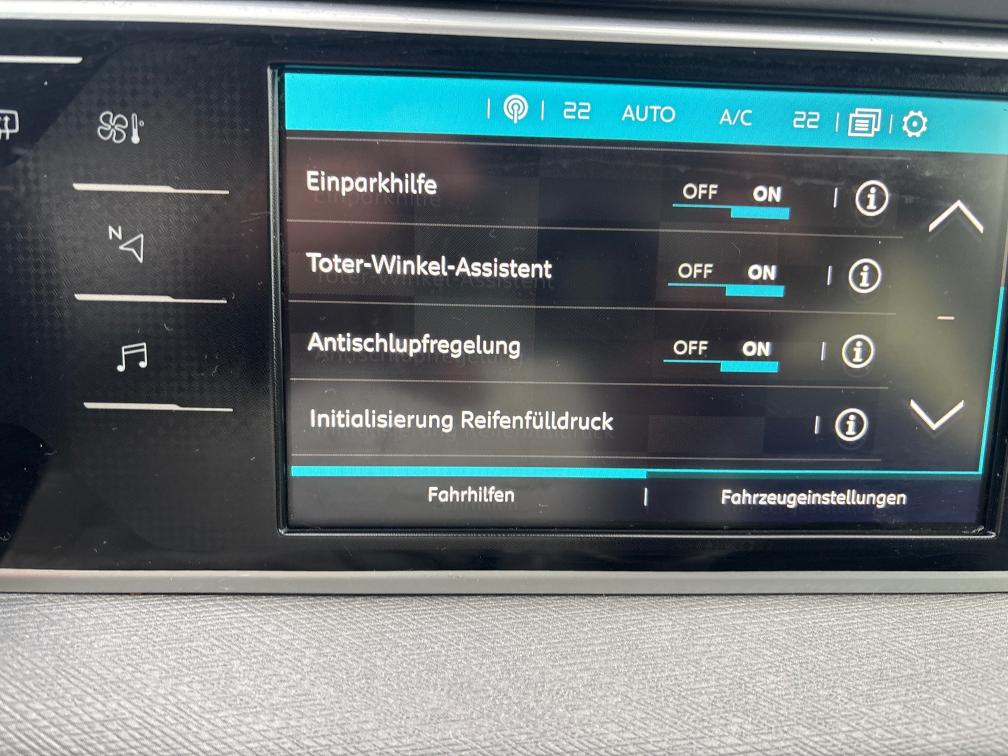 22 AUTO A/C 22
Einparkhilfe OFF ON
Toter-Winkel-Assistent OFF ON
N
Antischlupfregelung OFF ON
Initialisierung Reifenfülldruck
Fahrhilfen Fahrzeugeinstellungen